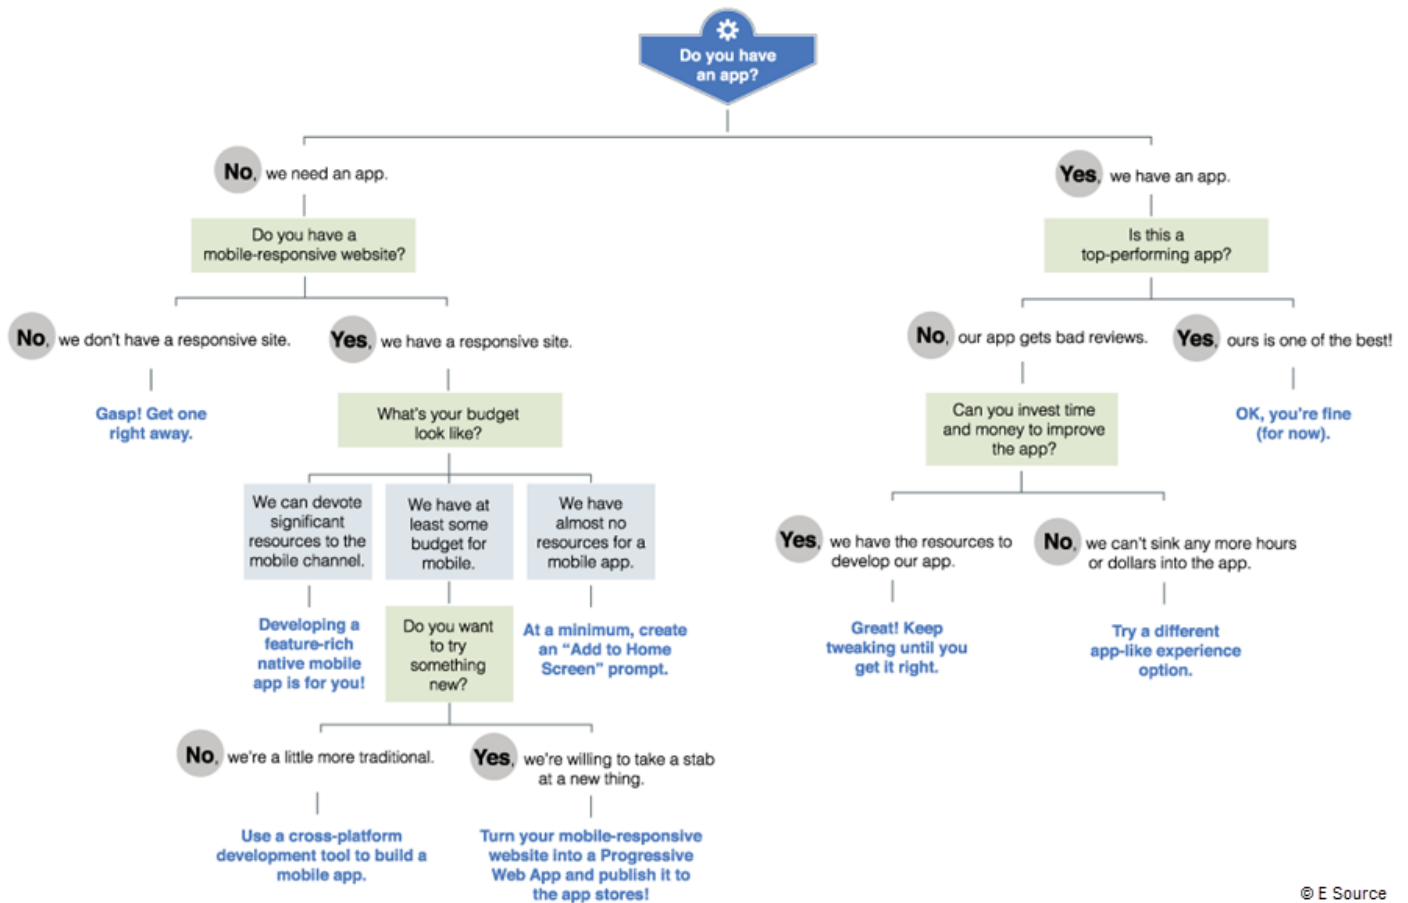 Do you have
an app?
No, we need an app.
Yes, we have an app.
Do you have a
mobile-responsive website?
Is this a
top-performing app?
No, we don't have a responsive site.
Yes, we have a responsive site.
No, our app gets bad reviews.
Yes, ours is one of the best!
Gasp! Get one
right away.
What's your budget
look like?
Can you invest time
and money to improve
the app?
OK, you're fine
(for now).
We can devote
significant
resources to the
mobile channel.
We have at
least some
budget for
mobile.
We have
almost no
resources for a
mobile app.
Yes, we have the resources to
develop our app.
No, we can't sink any more hours
or dollars into the app.
Developing a
feature-rich
native mobile
app is for you!
Do you want
to try
something
new?
At a minimum, create
an “Add to Home
Screen” prompt.
Great! Keep
tweaking until you
get it right.
Try a different
app-like experience
option.
No, we're a little more traditional.
Yes, we're willing to take a stab
at a new thing.
Use a cross-platform
development tool to build a
mobile app.
Turn your mobile-responsive
website into a Progressive
Web App and publish it to
the app stores!
© E Source